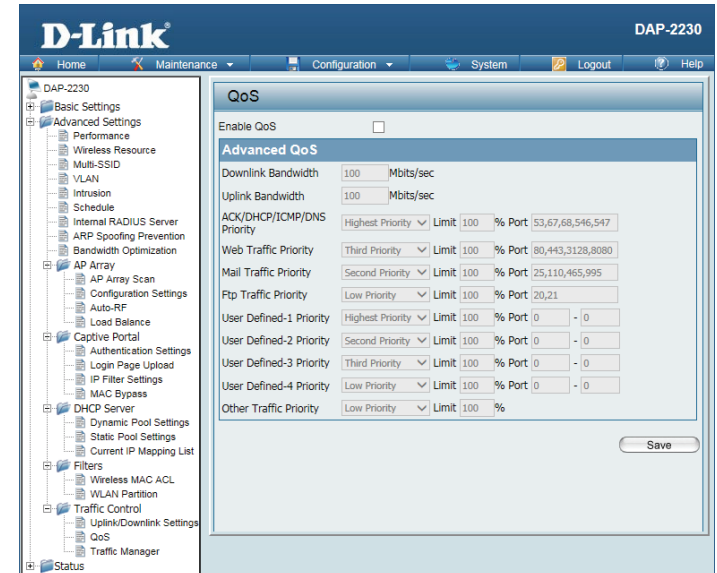 D-Link®
DAP-2230
Home Maintenance Configuration System Logout Help
DAP-2230
Basic Settings
Advanced Settings
Performance
Wireless Resource
Multi-SSID
VLAN
Intrusion
Schedule
Internal RADIUS Server
ARP Spoofing Prevention
Bandwidth Optimization
AP Array
AP Array Scan
Configuration Settings
Auto-RF
Load Balance
Captive Portal
Authentication Settings
Login Page Upload
IP Filter Settings
MAC Bypass
DHCP Server
Dynamic Pool Settings
Static Pool Settings
Current IP Mapping List
Filters
Wireless MAC ACL
WLAN Partition
Traffic Control
Uplink/Downlink Settings
QoS
Traffic Manager
Status
QoS
Enable QoS
Advanced QoS
Downlink Bandwidth 100 Mbits/sec
Uplink Bandwidth 100 Mbits/sec
ACK/DHCP/ICMP/DNS
Priority Highest Priority Limit 100 % Port 53,67,68,546,547
Web Traffic Priority Third Priority Limit 100 % Port 80,443,3128,8080
Mail Traffic Priority Second Priority Limit 100 % Port 25,110,465,995
Ftp Traffic Priority Low Priority Limit 100 % Port 20,21
User Defined-1 Priority Highest Priority Limit 100 % Port 0 - 0
User Defined-2 Priority Second Priority Limit 100 % Port 0 - 0
User Defined-3 Priority Third Priority Limit 100 % Port 0 - 0
User Defined-4 Priority Low Priority Limit 100 % Port 0 - 0
Other Traffic Priority Low Priority Limit 100 %
Save